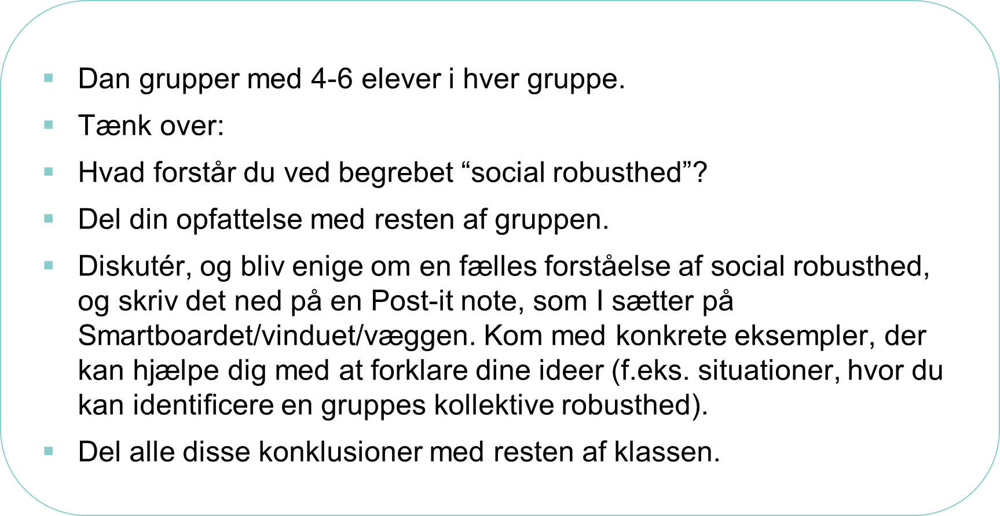 Dan grupper med 4-6 elever i hver gruppe.
Tænk over:
Hvad forstår du ved begrebet “social robusthed”?
Del din opfattelse med resten af gruppen.
Diskutér, og bliv enige om en fælles forståelse af social robusthed,
og skriv det ned på en Post-it note, som I sætter på
Smartboardet/vinduet/væggen. Kom med konkrete eksempler, der
kan hjælpe dig med at forklare dine ideer (f.eks. situationer, hvor du
kan identificere en gruppes kollektive robusthed).
Del alle disse konklusioner med resten af klassen.